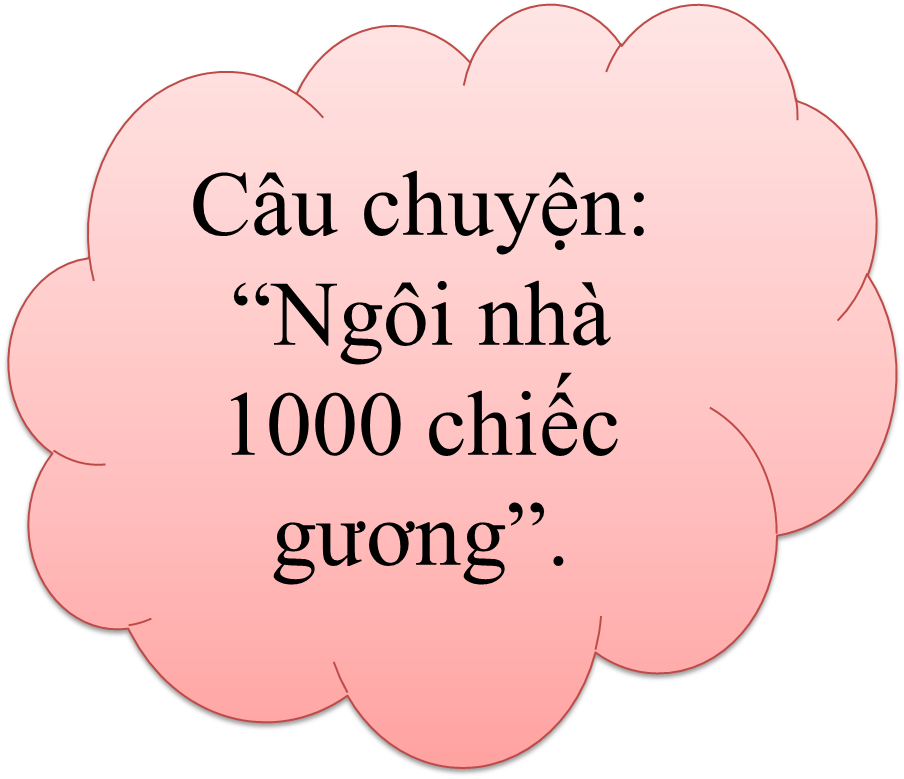 Câu chuyện:
“Ngôi nhà
1000 chiếc
gương”.